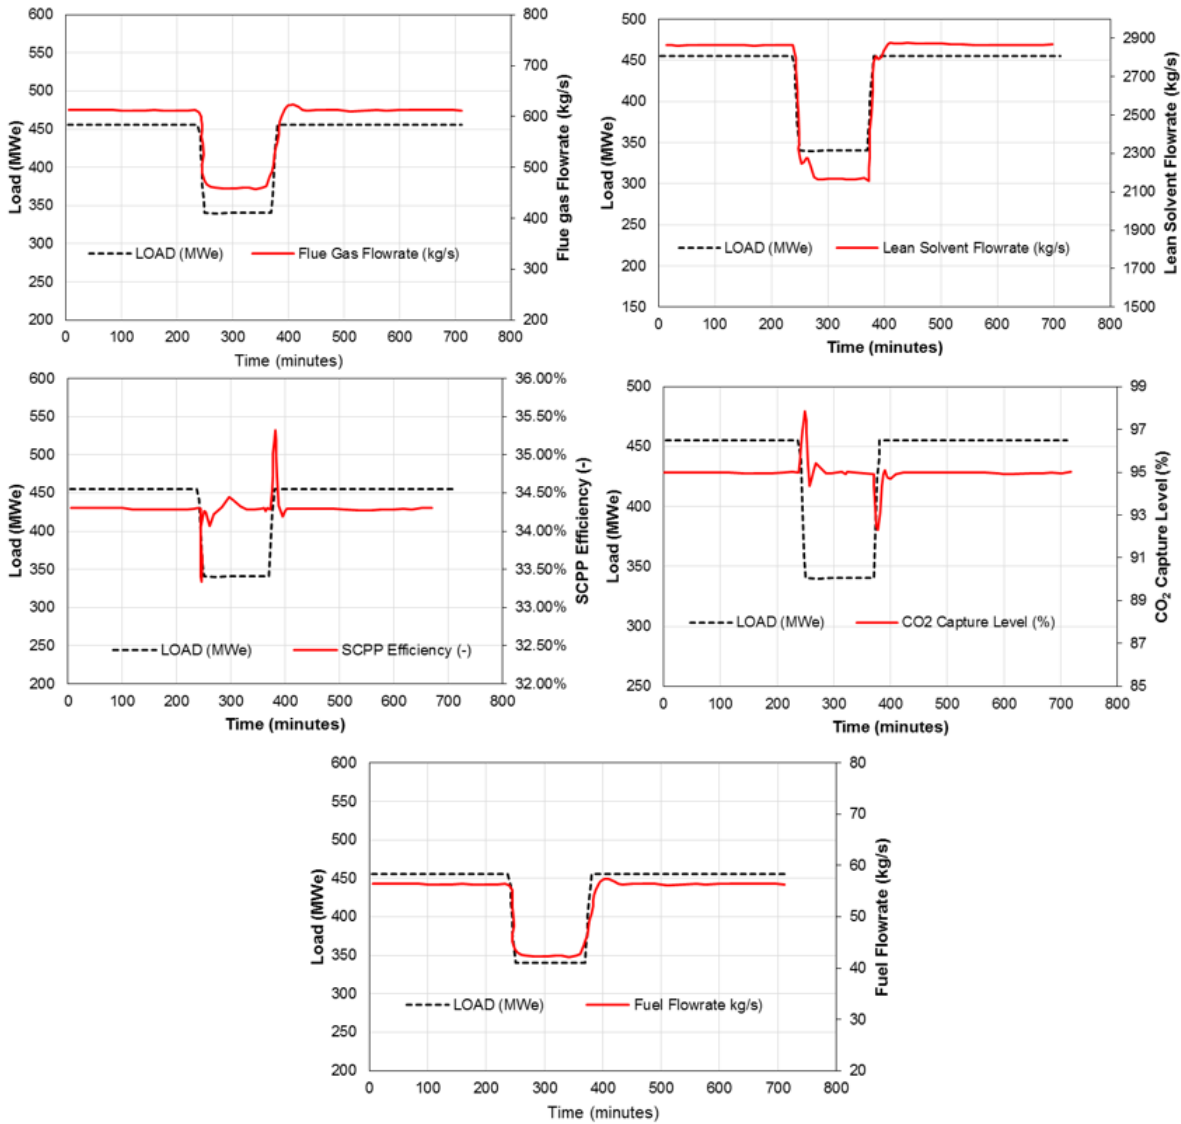 600
550
500
450
400
350
300
250
200
Load (MWe)
800
700
600
500
400
300
200
Flue gas Flowrate (kg/s)
LOAD (MWe)
Flue Gas Flowrate (kg/s)
0 100 200 300 400 500 600 700 800
Time (minutes)
500
450
400
350
300
250
200
150
Load (MWe)
2900
2700
2500
2300
2100
1900
1700
1500
Lean Solvent Flowrate (kg/s)
LOAD (MWe)
Lean Solvent Flowrate (kg/s)
0 100 200 300 400 500 600 700 800
Time (minutes)
600
550
500
450
400
350
300
250
200
Load (MWe)
36.00%
35.50%
35.00%
34.50%
34.00%
33.50%
33.00%
32.50%
32.00%
SCPP Efficiency (-)
LOAD (MWe)
SCPP Efficiency (-)
0 100 200 300 400 500 600 700 800
Time (minutes)
500
450
400
350
300
250
Load (MWe)
99
97
95
93
91
89
87
85
CO₂ Capture Level (%)
LOAD (MWe)
CO2 Capture Level (%)
0 100 200 300 400 500 600 700 800
Time (minutes)
600
550
500
450
400
350
300
250
200
Load (MWe)
80
70
60
50
40
30
20
Fuel Flowrate (kg/s)
LOAD (MWe)
Fuel Flowrate kg/s)
0 100 200 300 400 500 600 700 800
Time (minutes)